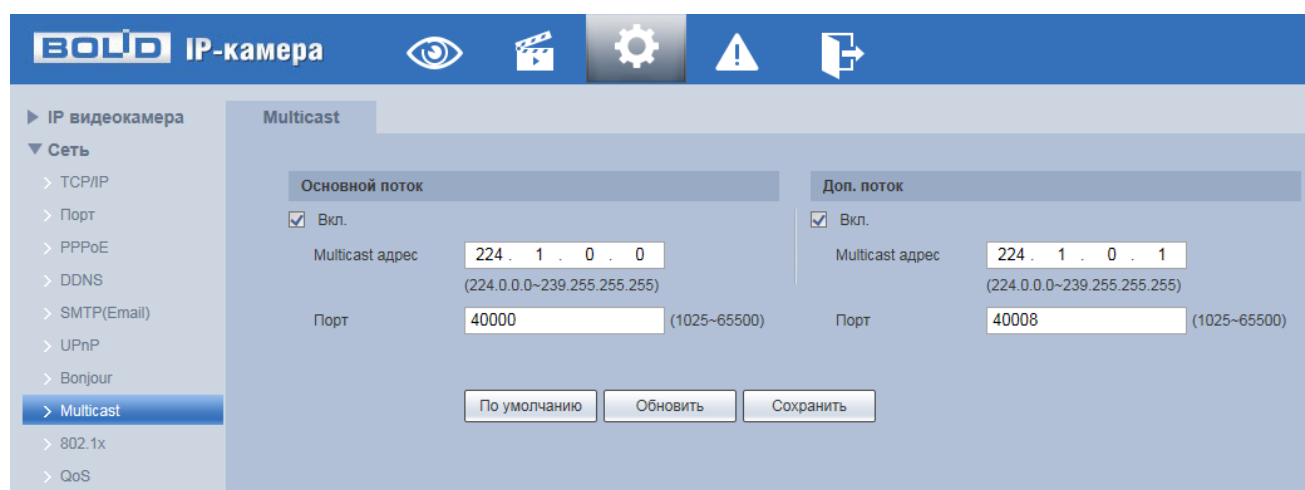 BOLID IP-камера
IP видеокамера
Multicast
Сеть
TCP/IP
Порт
PPPoE
DDNS
SMTP(Email)
UPnP
Bonjour
Multicast
802.1x
QoS
Основной поток
Вкл.
Multicast адрес 224 . 1 . 0 . 0
(224.0.0.0~239.255.255.255)
Порт 40000 (1025~65500)
Доп. поток
Вкл.
Multicast адрес 224 . 1 . 0 . 1
(224.0.0.0~239.255.255.255)
Порт 40008 (1025~65500)
По умолчанию Обновить Сохранить